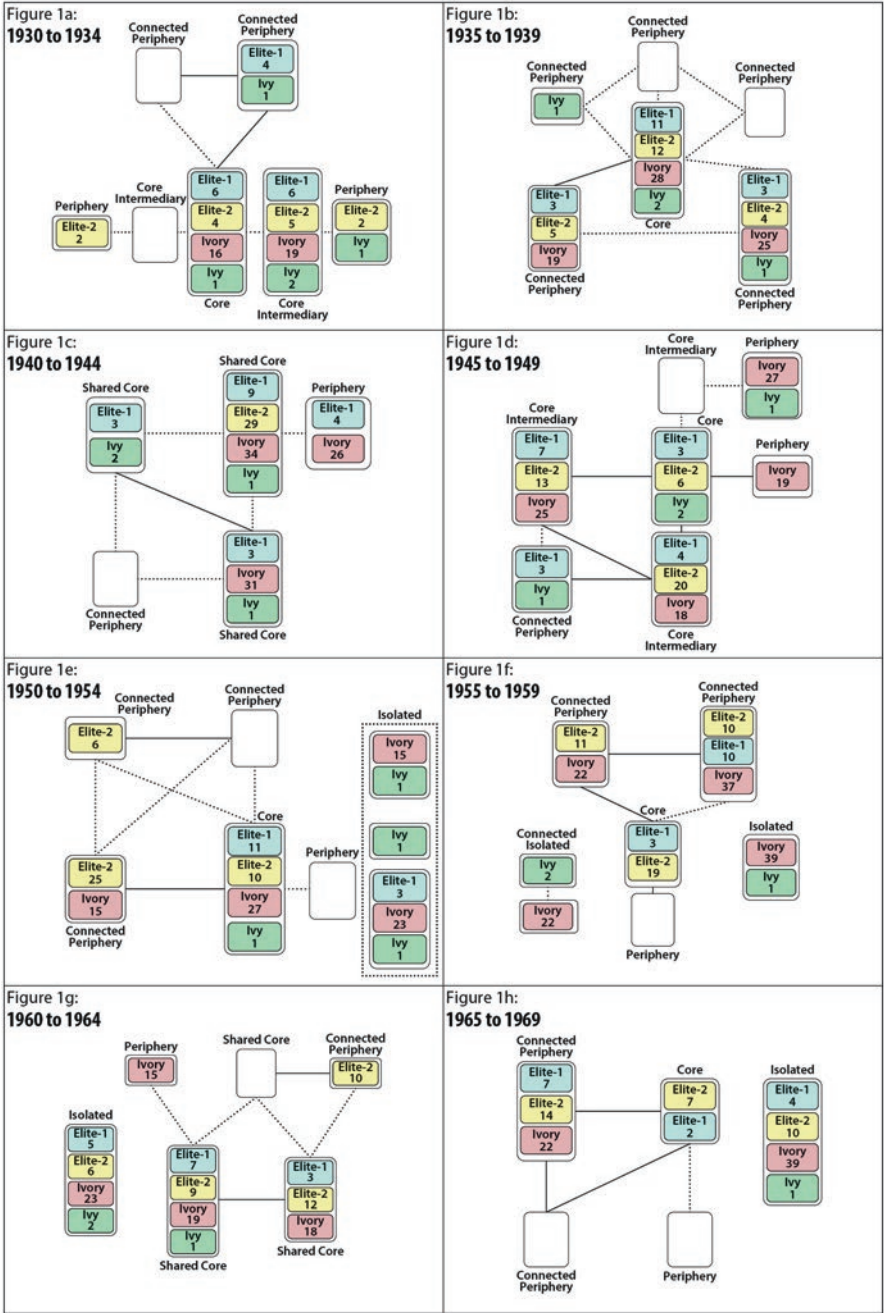 Figure 1a:
1930 to 1934
Connected
Periphery
Connected
Periphery
Elite-1
4
Ivy
1
Periphery
Elite-2
2
Core
Intermediary
Elite-1
6
Elite-2
4
Ivory
16
Ivy
1
Core
Elite-1
6
Elite-2
5
Ivory
19
Ivy
2
Core
Intermediary
Periphery
Elite-2
2
Ivy
1
Figure 1b:
1935 to 1939
Connected
Periphery
Connected
Periphery
Ivy
1
Connected
Periphery
Elite-1
11
Elite-2
12
Ivory
28
Ivy
2
Core
Elite-1
3
Elite-2
5
Ivory
19
Connected
Periphery
Elite-1
3
Elite-2
4
Ivory
25
Ivy
1
Connected
Periphery
Figure 1c:
1940 to 1944
Shared Core
Elite-1
3
Ivy
2
Shared Core
Elite-1
9
Elite-2
29
Ivory
34
Ivy
1
Periphery
Elite-1
4
Ivory
26
Connected
Periphery
Elite-1
3
Ivory
31
Ivy
1
Shared Core
Figure 1d:
1945 to 1949
Core
Intermediary
Periphery
Ivory
27
Ivy
1
Core
Intermediary
Elite-1
7
Elite-2
13
Ivory
25
Core
Elite-1
3
Elite-2
6
Ivy
2
Periphery
Ivory
19
Elite-1
3
Ivy
1
Connected
Periphery
Elite-1
4
Elite-2
20
Ivory
18
Core
Intermediary
Figure 1e:
1950 to 1954
Connected
Periphery
Elite-2
6
Connected
Periphery
Isolated
Ivory
15
Ivy
1
Ivy
1
Elite-1
3
Ivory
23
Ivy
1
Elite-2
25
Ivory
15
Connected
Periphery
Core
Elite-1
11
Elite-2
10
Ivory
27
Ivy
1
Periphery
Figure 1f:
1955 to 1959
Connected
Periphery
Elite-2
11
Ivory
22
Connected
Periphery
Elite-2
10
Elite-1
10
Ivory
37
Connected
Isolated
Ivy
2
Ivory
22
Core
Elite-1
3
Elite-2
19
Periphery
Isolated
Ivory
39
Ivy
1
Figure 1g:
1960 to 1964
Periphery
Ivory
15
Shared Core
Connected
Periphery
Elite-2
10
Isolated
Elite-1
5
Elite-2
6
Ivory
23
Ivy
2
Elite-1
7
Elite-2
9
Ivory
19
Ivy
1
Shared Core
Elite-1
3
Elite-2
12
Ivory
18
Shared Core
Figure 1h:
1965 to 1969
Connected
Periphery
Elite-1
7
Elite-2
14
Ivory
22
Core
Elite-2
7
Elite-1
2
Isolated
Elite-1
4
Elite-2
10
Ivory
39
Ivy
1
Connected
Periphery
Periphery